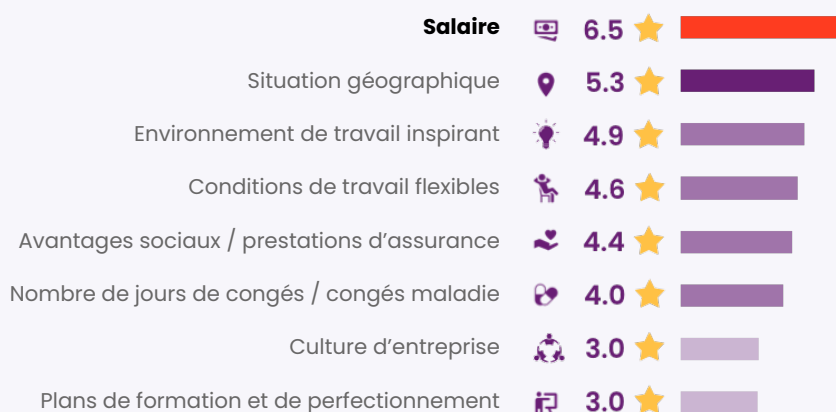 Salaire 6.5
Situation géographique 5.3
Environnement de travail inspirant 4.9
Conditions de travail flexibles 4.6
Avantages sociaux / prestations d’assurance 4.4
Nombre de jours de congés / congés maladie 4.0
Culture d’entreprise 3.0
Plans de formation et de perfectionnement 3.0